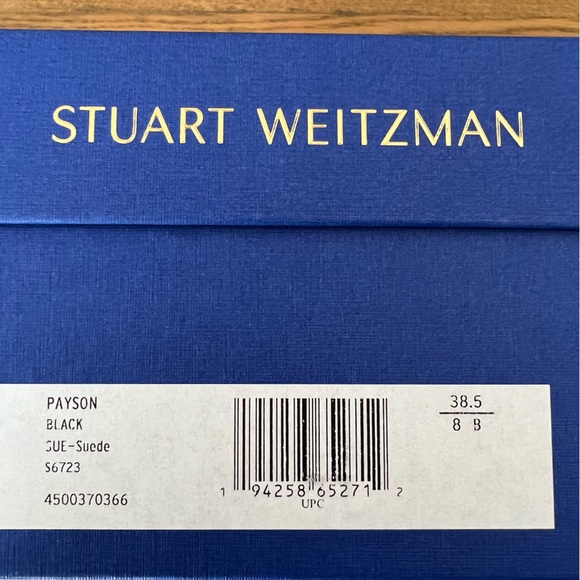 STUART WEITZMAN
PAYSON
BLACK
SUE-Suede
S6723
4500370366
1 94258 65271 2
UPC
38.5
8 B